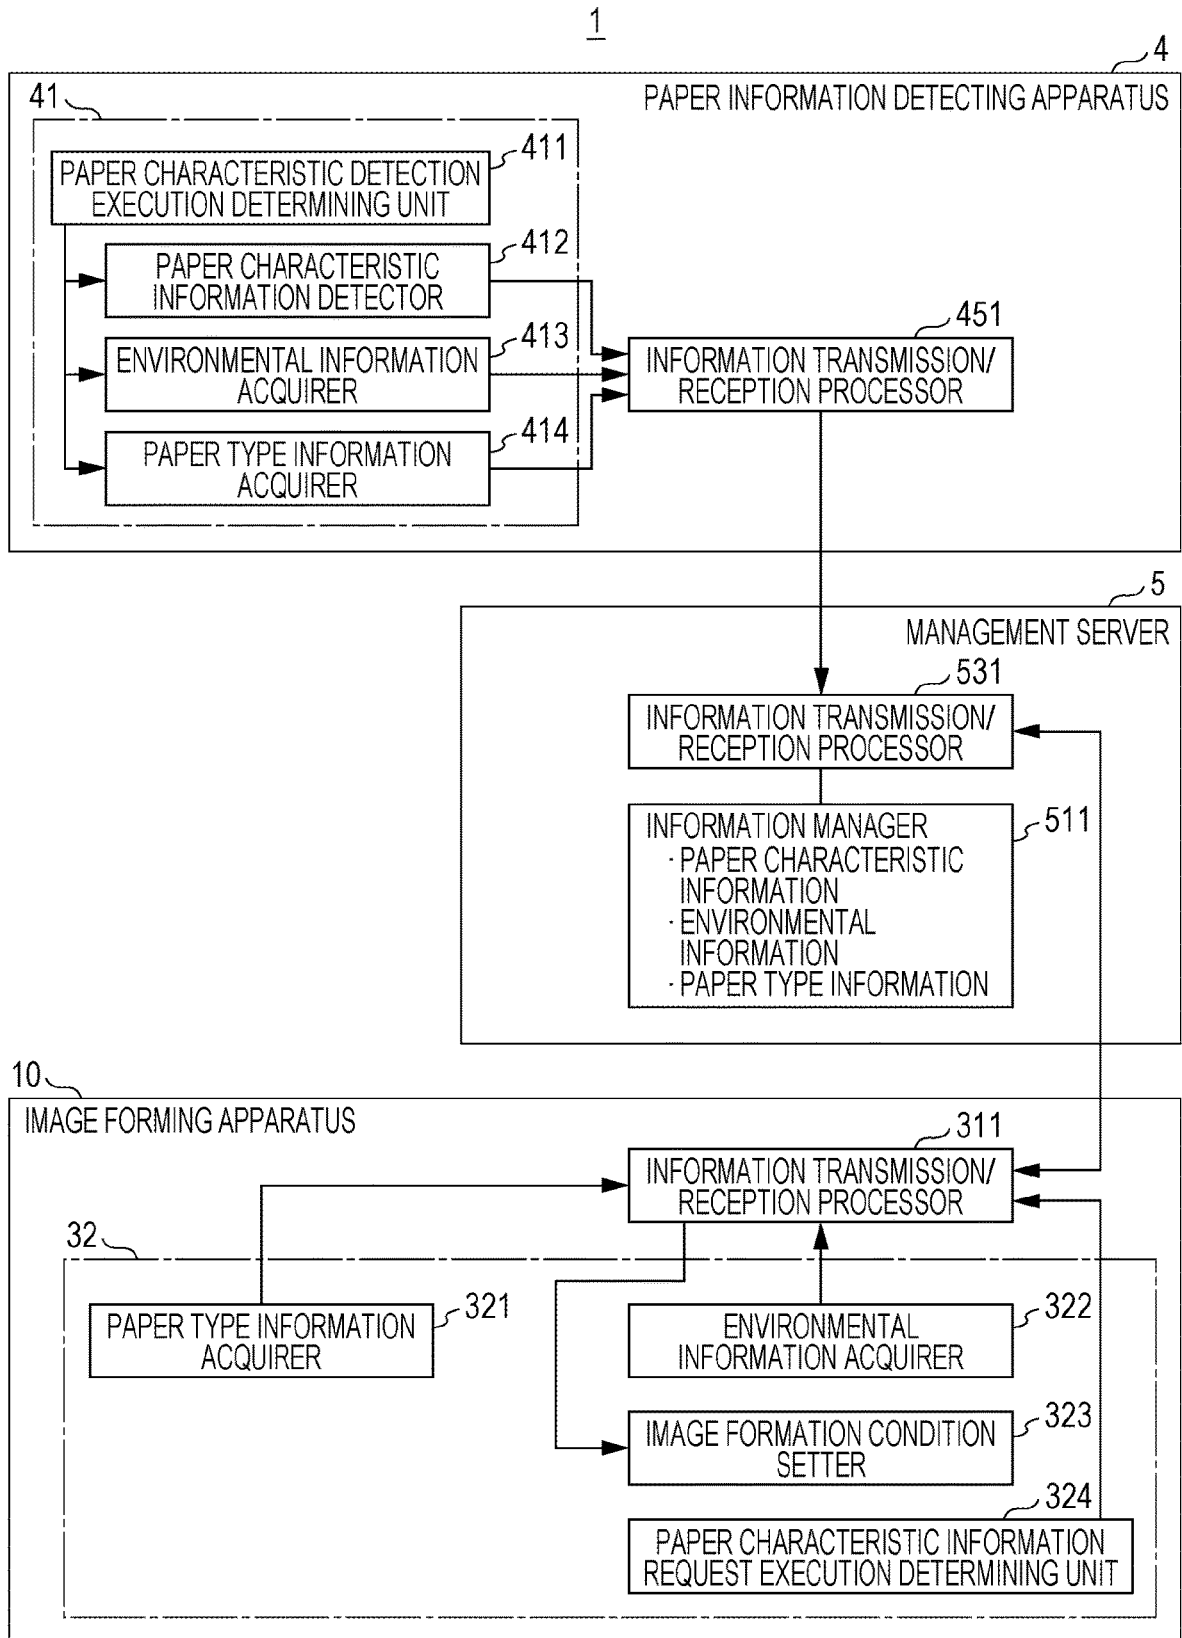 1
4
PAPER INFORMATION DETECTING APPARATUS
41
411
PAPER CHARACTERISTIC DETECTION
EXECUTION DETERMINING UNIT
412
PAPER CHARACTERISTIC
INFORMATION DETECTOR
413
ENVIRONMENTAL INFORMATION
ACQUIRER
414
PAPER TYPE INFORMATION
ACQUIRER
451
INFORMATION TRANSMISSION/
RECEPTION PROCESSOR
5
MANAGEMENT SERVER
531
INFORMATION TRANSMISSION/
RECEPTION PROCESSOR
511
INFORMATION MANAGER
· PAPER CHARACTERISTIC
INFORMATION
· ENVIRONMENTAL
INFORMATION
· PAPER TYPE INFORMATION
10
IMAGE FORMING APPARATUS
311
INFORMATION TRANSMISSION/
RECEPTION PROCESSOR
32
321
PAPER TYPE INFORMATION
ACQUIRER
322
ENVIRONMENTAL
INFORMATION ACQUIRER
323
IMAGE FORMATION CONDITION
SETTER
324
PAPER CHARACTERISTIC INFORMATION
REQUEST EXECUTION DETERMINING UNIT